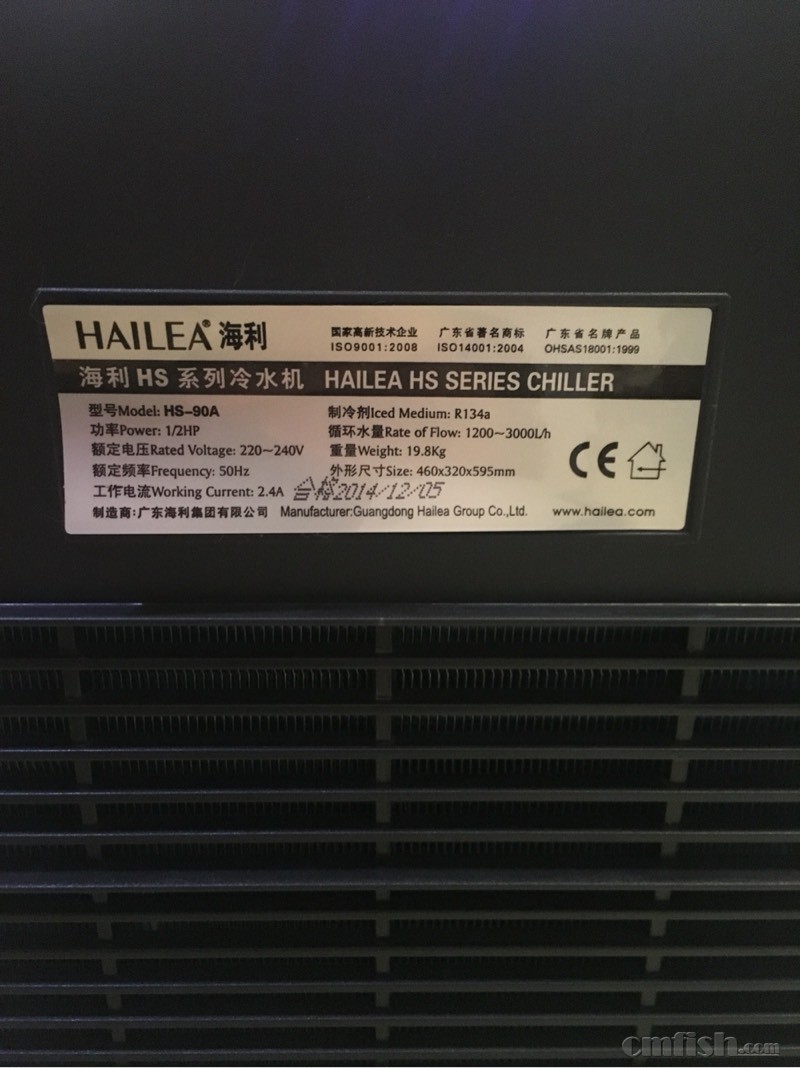 HAILEA® 海利
国家高新技术企业 广东省著名商标 广东省名牌产品
ISO9001:2008 ISO14001:2004 OHSAS18001:1999
海利 HS 系列冷水机 HAILEA HS SERIES CHILLER
型号Model: HS-90A
功率Power: 1/2HP
额定电压Rated Voltage: 220~240V
额定频率Frequency: 50Hz
工作电流Working Current: 2.4A
制冷剂Iced Medium: R134a
循环水量Rate of Flow: 1200~3000L/h
重量Weight: 19.8Kg
外形尺寸Size: 460x320x595mm
合格2014/12/05
CE
制造商:广东海利集团有限公司 Manufacturer:Guangdong Hailea Group Co.,Ltd. www.hailea.com
cmfish.com